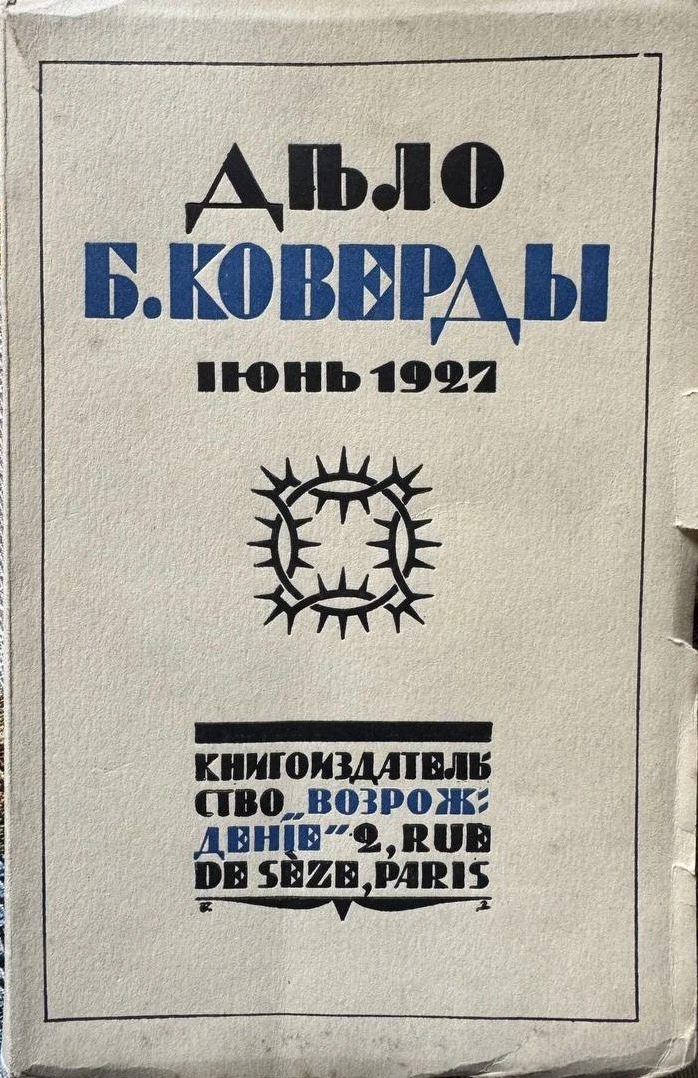 ДѢЛО
Б.КОВЕРДЫ
ІЮНЬ 1927
КНИГОИЗДАТЕЛЬ
СТВО „ВОЗРОЖ=
ДЕНІЕ" 2, RUE
DE SÈZE, PARIS